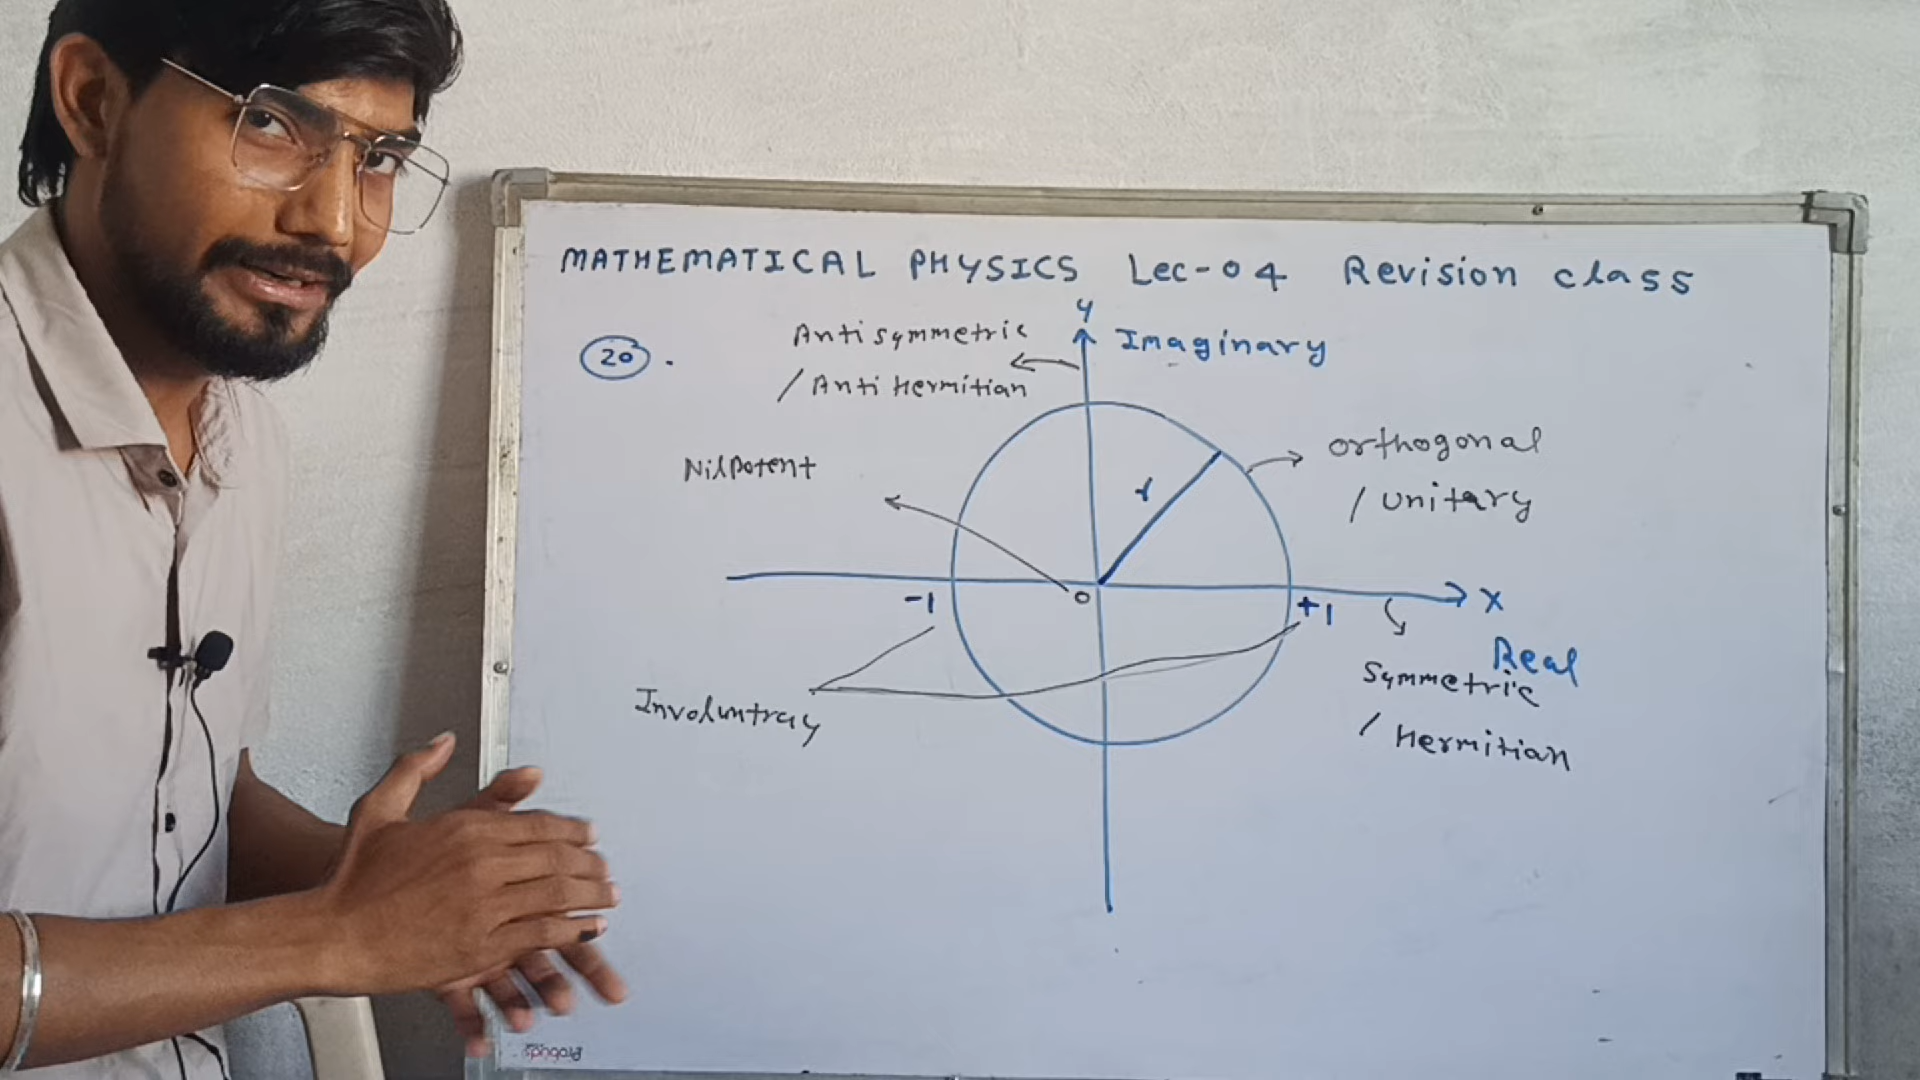 MATHEMATICAL PHYSICS Lec-04 Revision class
20.
y
Imaginary
Antisymmetric
/ Anti Hermitian
Orthogonal
/ Unitary
Nilpotent
r
-1
0
+1
X
Real
Symmetric
/ Hermitian
Involuntray